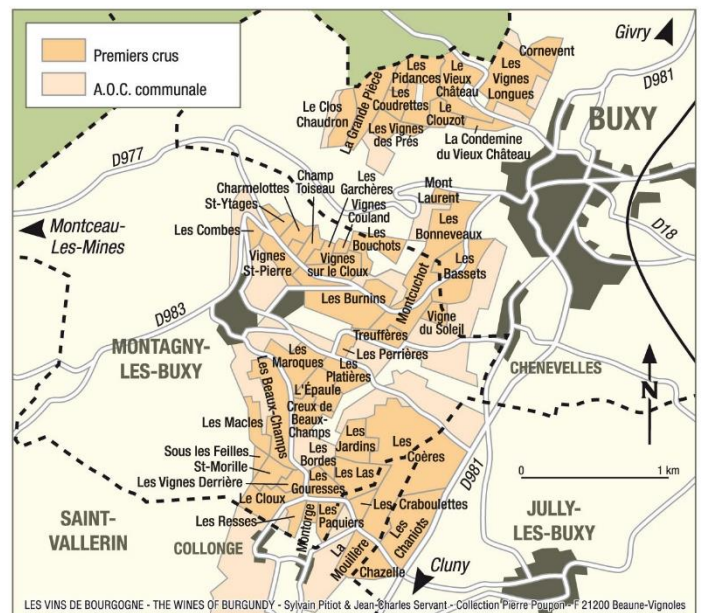 Premiers crus
A.O.C. communale
Givry
D981
Cornevent
Les
Pidances
Le
Vieux
Château
Les
Vignes
Longues
La Grande Pièce
Les
Coudrettes
Le Clos
Chaudron
Le
Clouzot
BUXY
Les Vignes
des Prés
La Condemine
du Vieux Château
D977
Montceau-
Les-Mines
Champ
Toiseau
Les
Garchères
Charmelottes
St-Ytages
Vignes
Couland
Mont
Laurent
D18
Les Combes
Les
Bouchots
Les
Bonneveaux
Vignes
St-Pierre
Vignes
sur le Cloux
Les
Bassets
Montcuchot
Les Burnins
D983
Vigne
du Soleil
MONTAGNY-
LES-BUXY
Treuffères
Les Perrières
CHENEVELLES
Les
Maroques
Les
Platières
L'Épaule
Les Beaux-Champs
Creux de
Beaux-
Champs
N
Les Macles
Les
Jardins
Les
Coères
Les
Bordes
D981
Sous les Feilles
St-Morille
Les Las
0
1 km
Les Vignes Derrière
Les
Gouresses
Le Cloux
Les Craboulettes
SAINT-
VALLERIN
Les Resses
Montorge
Les
Paquiers
Les
Chaniots
JULLY-
LES-BUXY
COLLONGE
La
Mouillère
Chazelle
Cluny
LES VINS DE BOURGOGNE - THE WINES OF BURGUNDY - Sylvain Pitiot & Jean-Charles Servant - Collection Pierre Poupon - F 21200 Beaune-Vignoles